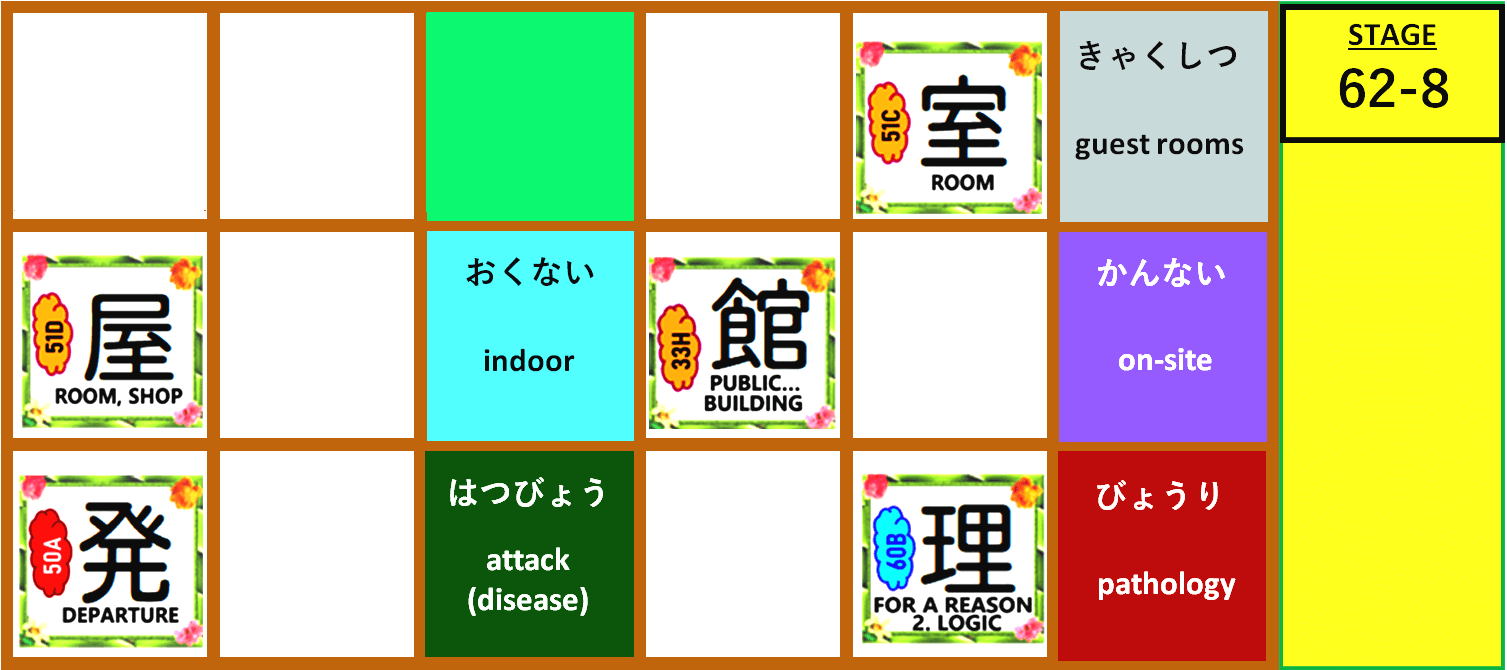 51C
室
ROOM
きゃくしつ
guest rooms
STAGE
62-8
51D
屋
ROOM, SHOP
おくない
indoor
33H
館
PUBLIC...
BUILDING
かんない
on-site
50A
発
DEPARTURE
はつびょう
attack
(disease)
60B
理
FOR A REASON
2. LOGIC
びょうり
pathology